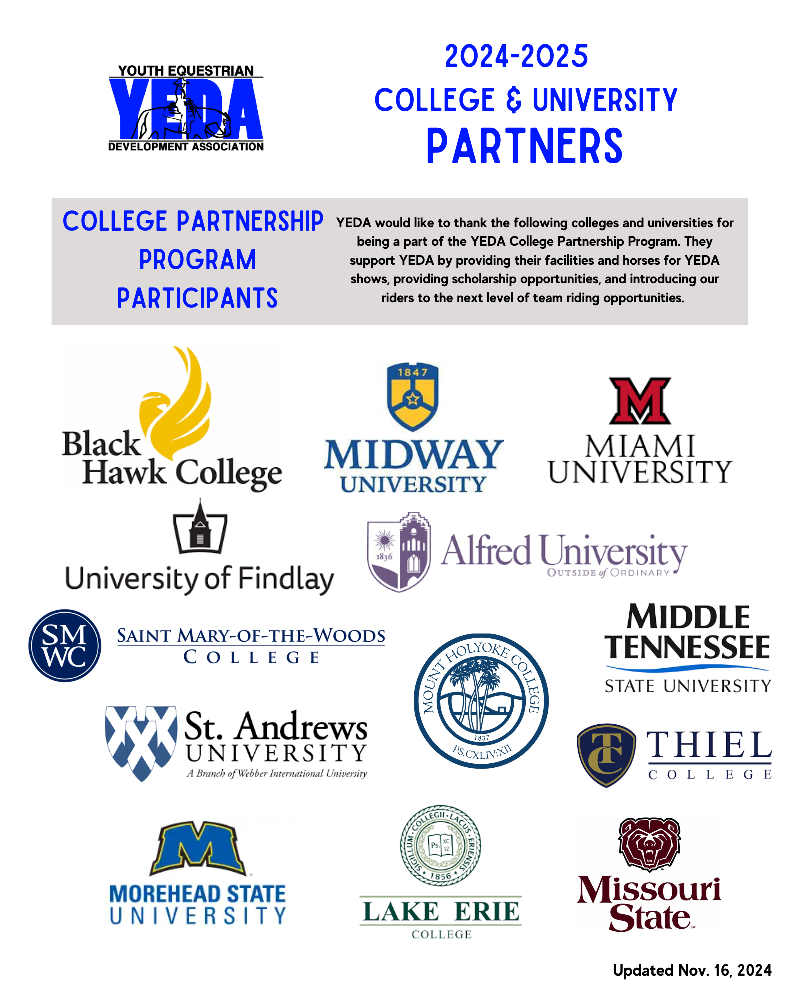 YOUTH EQUESTRIAN
YEDA
DEVELOPMENT ASSOCIATION
2024-2025
COLLEGE & UNIVERSITY
PARTNERS
COLLEGE PARTNERSHIP
PROGRAM
PARTICIPANTS
YEDA would like to thank the following colleges and universities for
being a part of the YEDA College Partnership Program. They
support YEDA by providing their facilities and horses for YEDA
shows, providing scholarship opportunities, and introducing our
riders to the next level of team riding opportunities.
Black
Hawk College
1847
MIDWAY
UNIVERSITY
M
MIAMI
UNIVERSITY
University of Findlay
1836
Alfred University
OUTSIDE of ORDINARY
SM
WC
SAINT MARY-OF-THE-WOODS
COLLEGE
MOUNT HOLYOKE COLLEGE
1837
PS.CXLIV:XII
MIDDLE
TENNESSEE
STATE UNIVERSITY
St. Andrews
UNIVERSITY
A Branch of Webber International University
TC
THIEL
COLLEGE
M
MOREHEAD STATE
UNIVERSITY
SIGILLUM · COLLEGII · LACUS · ERIENSIS
Ps. XC
IZ
* 1856 *
LAKE ERIE
COLLEGE
TM
Missouri
State TM
Updated Nov. 16, 2024